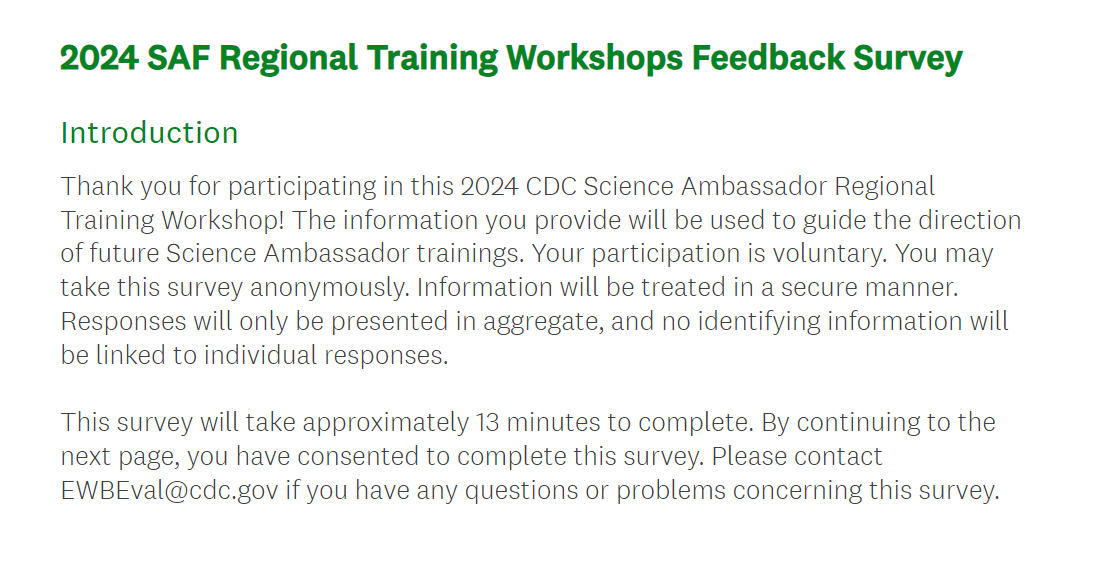 2024 SAF Regional Training Workshops Feedback Survey
Introduction
Thank you for participating in this 2024 CDC Science Ambassador Regional
Training Workshop! The information you provide will be used to guide the direction
of future Science Ambassador trainings. Your participation is voluntary. You may
take this survey anonymously. Information will be treated in a secure manner.
Responses will only be presented in aggregate, and no identifying information will
be linked to individual responses.
This survey will take approximately 13 minutes to complete. By continuing to the
next page, you have consented to complete this survey. Please contact
EWBEval@cdc.gov if you have any questions or problems concerning this survey.